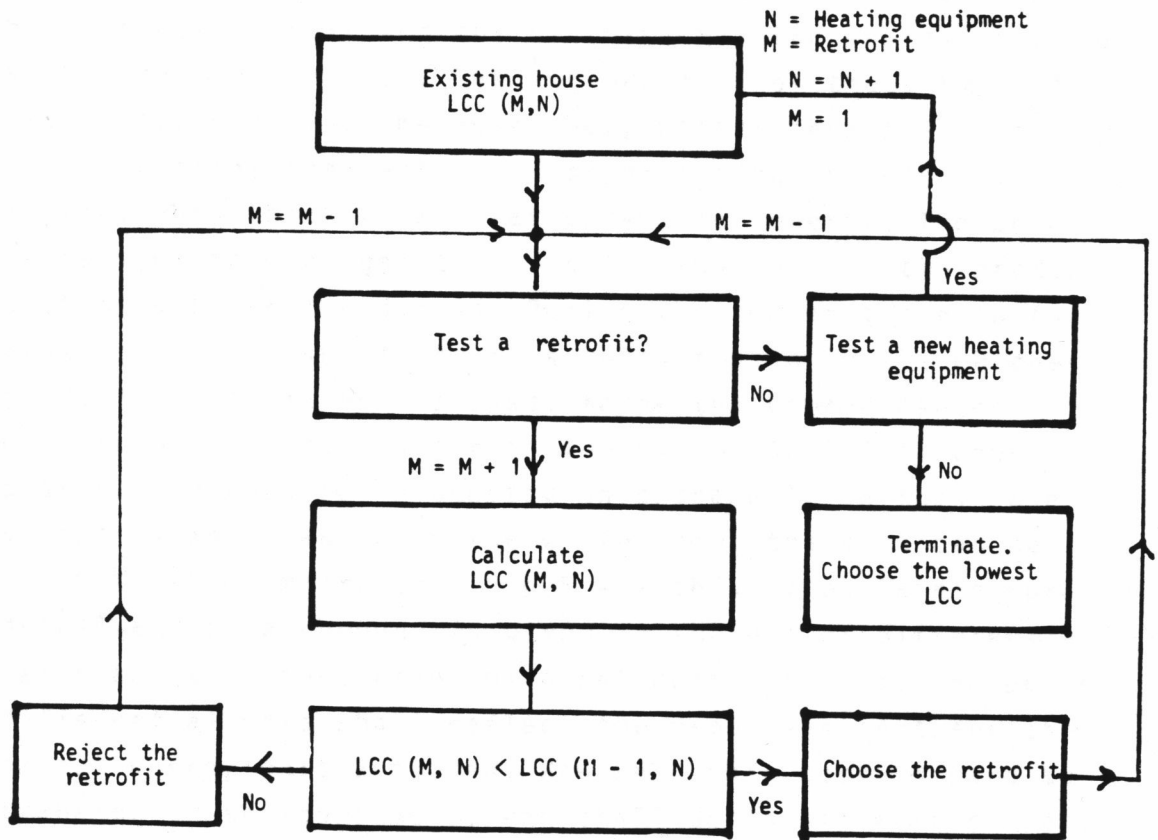 N = Heating equipment
M = Retrofit
Existing house
LCC (M,N)
N = N + 1
M = 1
M = M - 1
M = M - 1
Yes
Test a retrofit?
No
Test a new heating
equipment
Yes
M = M + 1
No
Calculate
LCC (M, N)
Terminate.
Choose the lowest
LCC
Reject the
retrofit
No
LCC (M, N) < LCC (M - 1, N)
Yes
Choose the retrofit